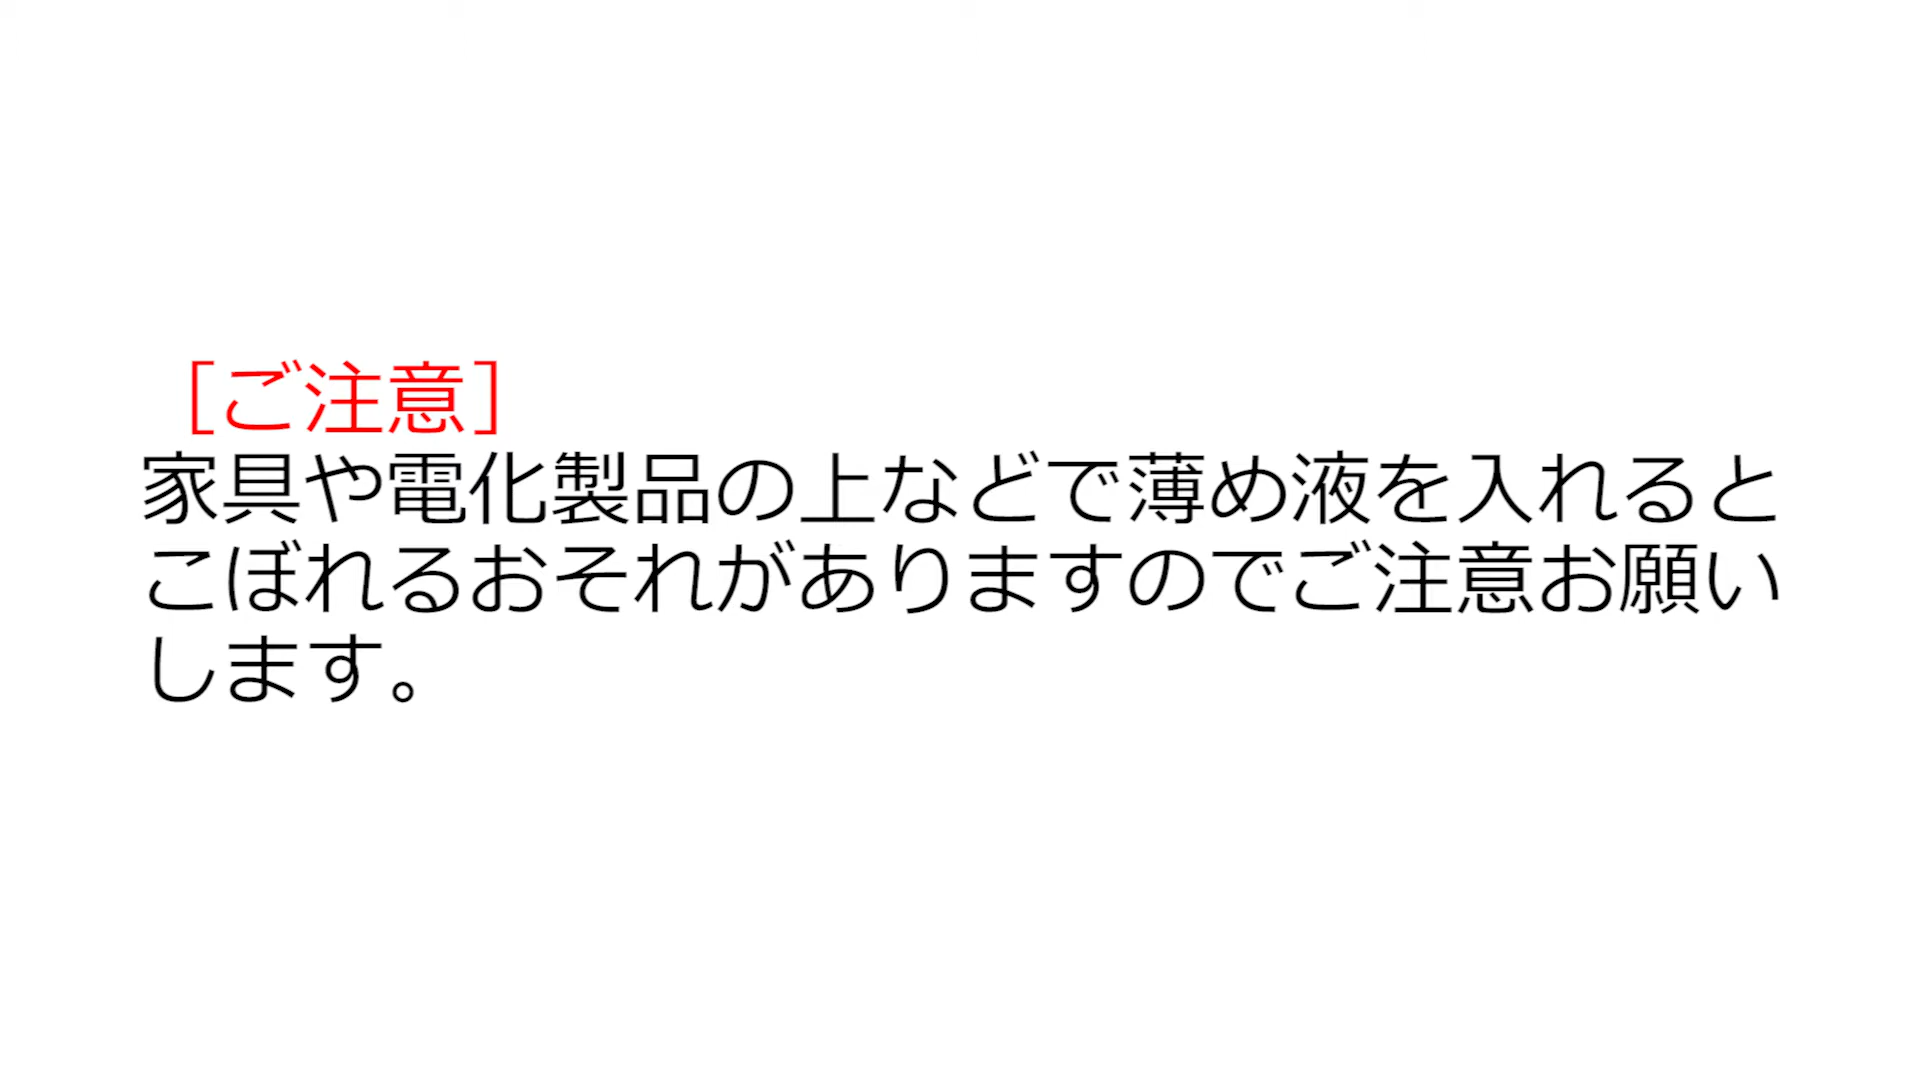 ［ご注意］
家具や電化製品の上などで薄め液を入れると
こぼれるおそれがありますのでご注意お願い
します。